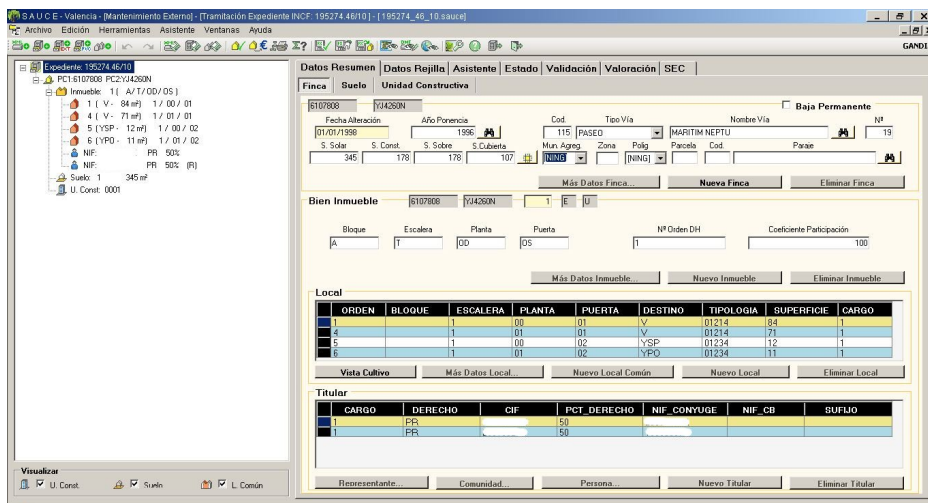 S A U C E - Valencia - [Mantenimiento Externo] - [Tramitación Expediente INCF: 195274.46/10] - [195274_46_10.sauce]
Archivo Edición Herramientas Asistente Ventanas Ayuda
GANDI
Expediente: 195274.46/10
PC1:6107808 PC2:YJ4260N
Inmueble: 1 ( A/ T/ OD/ OS )
1 ( V - 84 m²) 1 / 00 / 01
4 ( V - 71 m²) 1 / 01 / 01
5 (YSP - 12 m²) 1 / 00 / 02
6 (YPO - 11 m²) 1 / 01 / 02
NIF: PR 50%
NIF: PR 50% (R)
Suelo: 1 345 m²
U. Const: 0001
Visualizar
U. Const. Suelo L. Común
Datos Resumen Datos Rejilla Asistente Estado Validación Valoración SEC
Finca Suelo Unidad Constructiva
6107808 YJ4260N Baja Permanente
Fecha Alteración Año Ponencia Cod. Tipo Vía Nombre Vía Nº
01/01/1998 1996 115 PASEO MARITIM NEPTU 19
S. Solar S. Const. S. Sobre S.Cubierta Mun. Agreg. Zona Polig Parcela Cod. Paraje
345 178 178 107 [NING] [NING]
Más Datos Finca... Nueva Finca Eliminar Finca
Bien Inmueble 6107808 YJ4260N 1 E U
Bloque Escalera Planta Puerta Nº Orden DH Coeficiente Participación
A T OD OS 1 100
Más Datos Inmueble... Nuevo Inmueble Eliminar Inmueble
Local
ORDEN BLOQUE ESCALERA PLANTA PUERTA DESTINO TIPOLOGIA SUPERFICIE CARGO
1 1 00 01 V 01214 84 1
4 1 01 01 V 01214 71 1
5 1 00 02 YSP 01234 12 1
6 1 01 02 YPO 01234 11 1
Vista Cultivo Más Datos Local... Nuevo Local Común Nuevo Local Eliminar Local
Titular
CARGO DERECHO CIF PCT_DERECHO NIF_CONYUGE NIF_CB SUFIJO
1 PR 50
1 PR 50
Representante... Comunidad... Persona... Nuevo Titular Eliminar Titular